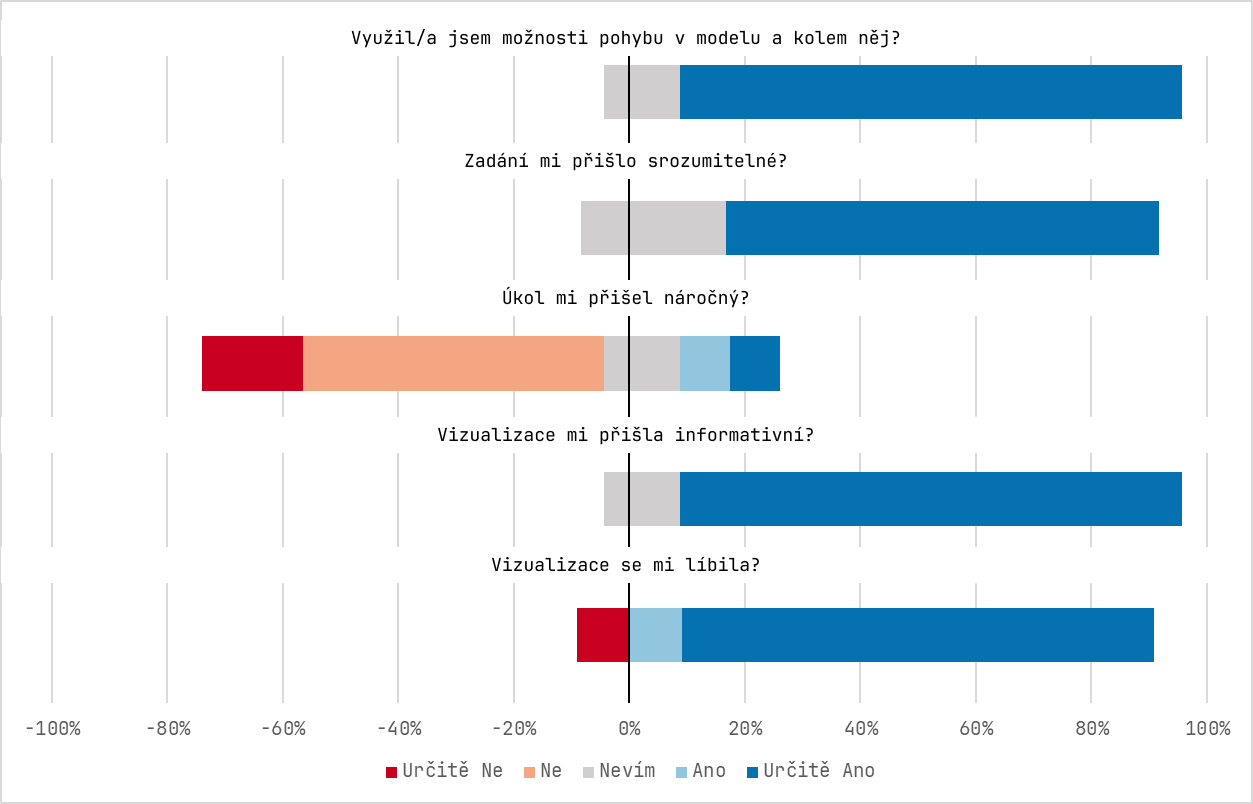 Využil/a jsem možnosti pohybu v modelu a kolem něj?
Zadání mi přišlo srozumitelné?
Úkol mi přišel náročný?
Vizualizace mi přišla informativní?
Vizualizace se mi líbila?
-100% -80% -60% -40% -20% 0% 20% 40% 60% 80% 100%
Určitě Ne Ne Nevím Ano Určitě Ano